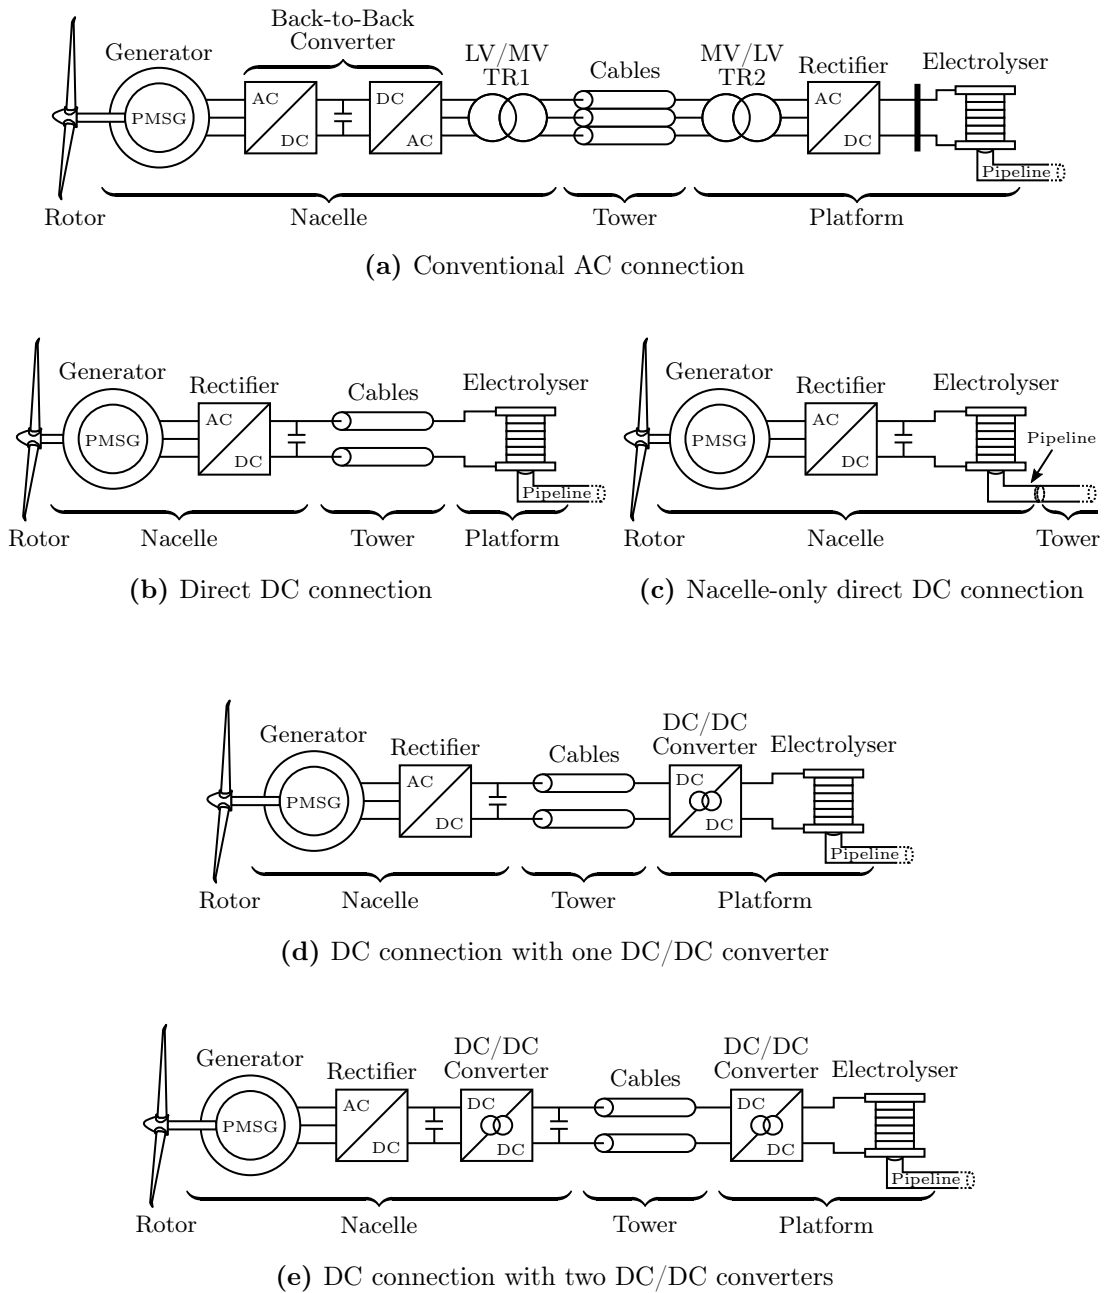 Back-to-Back
Converter
Generator
LV/MV
TR1
Cables
MV/LV
TR2
Rectifier
Electrolyser
PMSG
AC
DC
DC
AC
AC
DC
Pipeline
Rotor
Nacelle
Tower
Platform
(a) Conventional AC connection
Generator
Rectifier
Cables
Electrolyser
PMSG
AC
DC
Pipeline
Rotor
Nacelle
Tower
Platform
(b) Direct DC connection
Generator
Rectifier
Electrolyser
PMSG
AC
DC
Pipeline
Rotor
Nacelle
Tower
(c) Nacelle-only direct DC connection
Generator
Rectifier
Cables
DC/DC
Converter
Electrolyser
PMSG
AC
DC
DC
DC
Pipeline
Rotor
Nacelle
Tower
Platform
(d) DC connection with one DC/DC converter
Generator
Rectifier
DC/DC
Converter
Cables
DC/DC
Converter
Electrolyser
PMSG
AC
DC
DC
DC
DC
DC
Pipeline
Rotor
Nacelle
Tower
Platform
(e) DC connection with two DC/DC converters